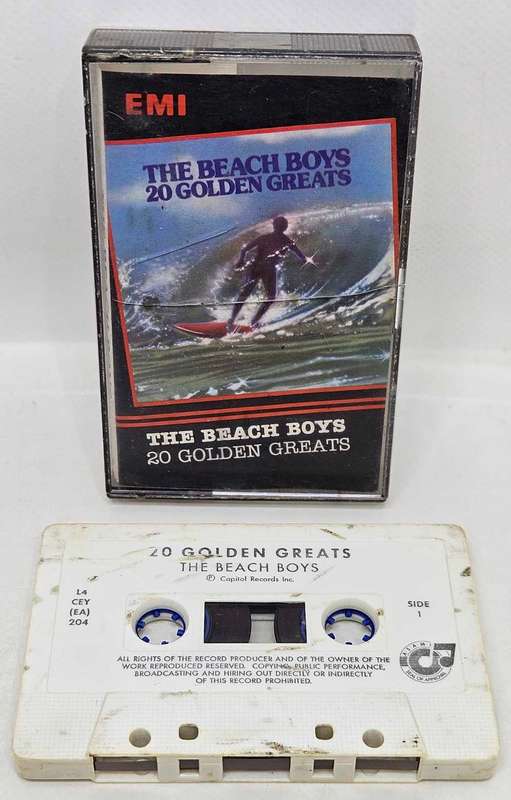 EMI
THE BEACH BOYS
20 GOLDEN GREATS
THE BEACH BOYS
20 GOLDEN GREATS
20 GOLDEN GREATS
THE BEACH BOYS
℗ Capitol Records Inc.
L4
CEY
(EA)
204
SIDE
1
ALL RIGHTS OF THE RECORD PRODUCER AND OF THE OWNER OF THE
WORK REPRODUCED RESERVED. COPYING, PUBLIC PERFORMANCE,
BROADCASTING AND HIRING OUT DIRECTLY OR INDIRECTLY
OF THIS RECORD PROHIBITED.
SEAL OF APPROVAL